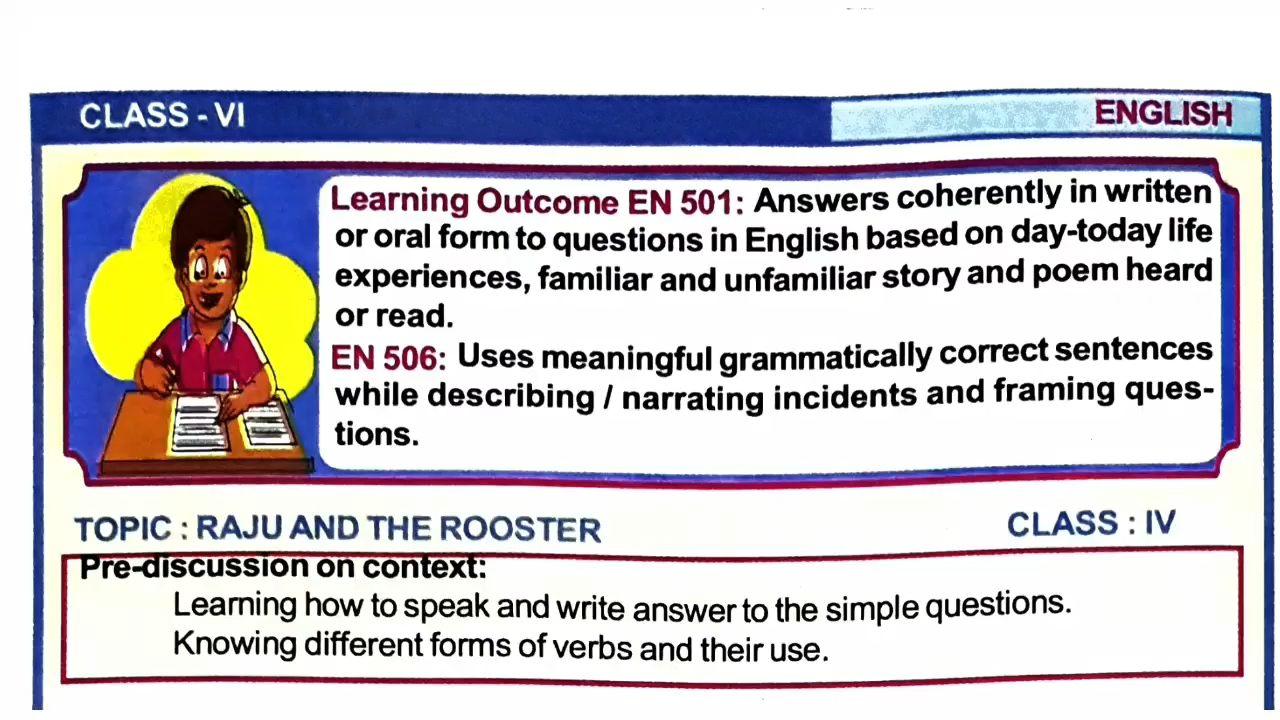 CLASS - VI
ENGLISH
Learning Outcome EN 501: Answers coherently in written
or oral form to questions in English based on day-today life
experiences, familiar and unfamiliar story and poem heard
or read.
EN 506: Uses meaningful grammatically correct sentences
while describing / narrating incidents and framing ques-
tions.
TOPIC : RAJU AND THE ROOSTER
CLASS : IV
Pre-discussion on context:
Learning how to speak and write answer to the simple questions.
Knowing different forms of verbs and their use.